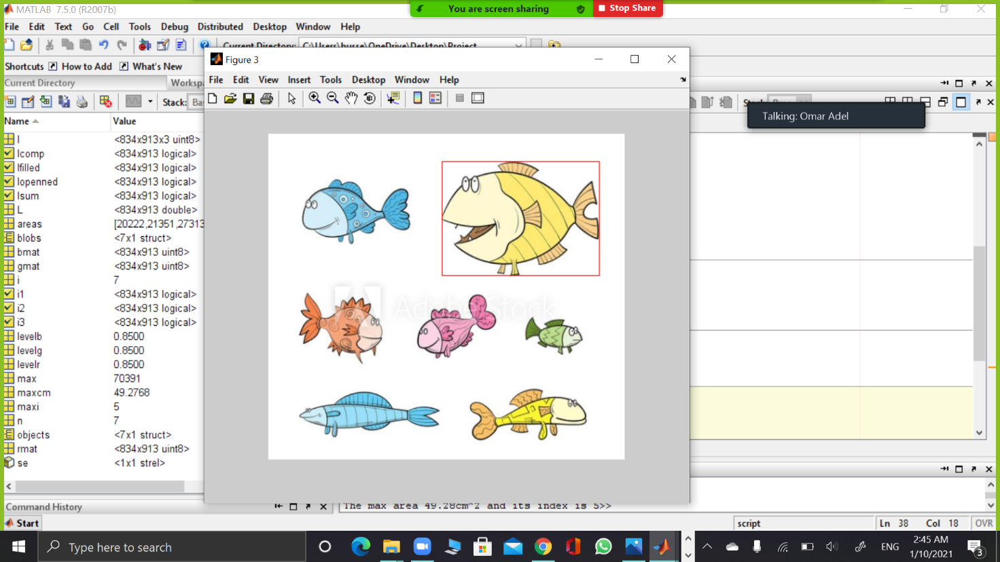 MATLAB 7.5.0 (R2007b)
You are screen sharing
Stop Share
File Edit Text Go Cell Tools Debug Distributed Desktop Window Help
Current Directory: C:\Users\husse\OneDrive\Desktop\Project
Shortcuts How to Add What's New
Current Directory Workspa
Stack: Ba
Name Value
I <834x913x3 uint8>
Icomp <834x913 logical>
Ifilled <834x913 logical>
Iopenned <834x913 logical>
Isum <834x913 logical>
L <834x913 double>
areas [20222,21351,27313
blobs <7x1 struct>
bmat <834x913 uint8>
gmat <834x913 uint8>
i 7
i1 <834x913 logical>
i2 <834x913 logical>
i3 <834x913 logical>
levelb 0.8500
levelg 0.8500
levelr 0.8500
max 70391
maxcm 49.2768
maxi 5
n 7
objects <7x1 struct>
rmat <834x913 uint8>
se <1x1 strel>
Command History
Start
Figure 3
File Edit View Insert Tools Desktop Window Help
Adobe Stock
Talking: Omar Adel
The max area 49.28cm^2 and its index is 5>>
script Ln 38 Col 18 OVR
Type here to search
ENG
2:45 AM
1/10/2021
3